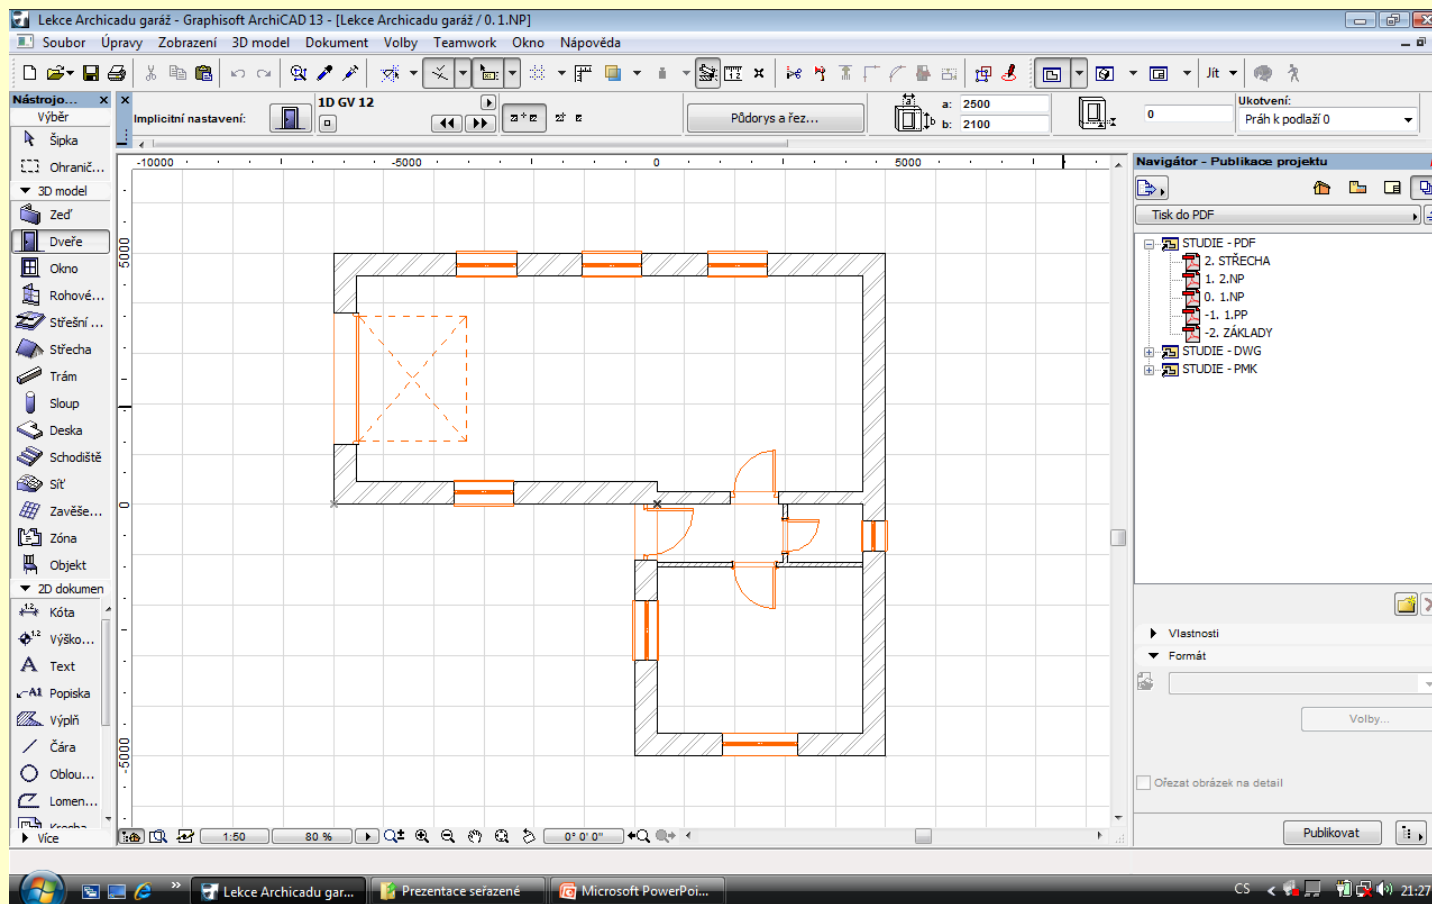 Lekce Archicadu garáž - Graphisoft ArchiCAD 13 - [Lekce Archicadu garáž / 0. 1.NP]
Soubor Úpravy Zobrazení 3D model Dokument Volby Teamwork Okno Nápověda
Jít
Nástrojo...
Výběr
Šipka
Ohranič...
3D model
Zeď
Dveře
Okno
Rohové...
Střešní ...
Střecha
Trám
Sloup
Deska
Schodiště
Síť
Zavěše...
Zóna
Objekt
2D dokumen
Kóta
Výško...
Text
Popiska
Výplň
Čára
Oblou...
Lomen...
Více
Implicitní nastavení:
1D GV 12
Půdorys a řez...
a: 2500
b: 2100
0
Ukotvení:
Práh k podlaží 0
-10000 -5000 0 5000
5000
0
-5000
1:50 80 % 0° 0' 0"
Navigátor - Publikace projektu
Tisk do PDF
STUDIE - PDF
2. STŘECHA
1. 2.NP
0. 1.NP
-1. 1.PP
-2. ZÁKLADY
STUDIE - DWG
STUDIE - PMK
Vlastnosti
Formát
Volby...
Ořezat obrázek na detail
Publikovat
Lekce Archicadu gar... Prezentace seřazené Microsoft PowerPoi... CS 21:27